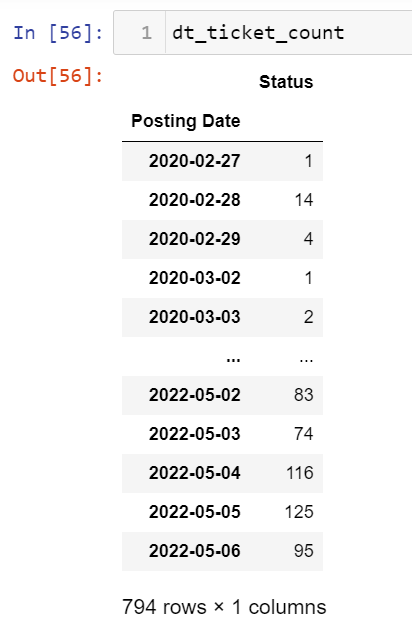 In [56]: 1 dt_ticket_count
Out[56]:
Status
Posting Date
2020-02-27 1
2020-02-28 14
2020-02-29 4
2020-03-02 1
2020-03-03 2
... ...
2022-05-02 83
2022-05-03 74
2022-05-04 116
2022-05-05 125
2022-05-06 95
794 rows × 1 columns